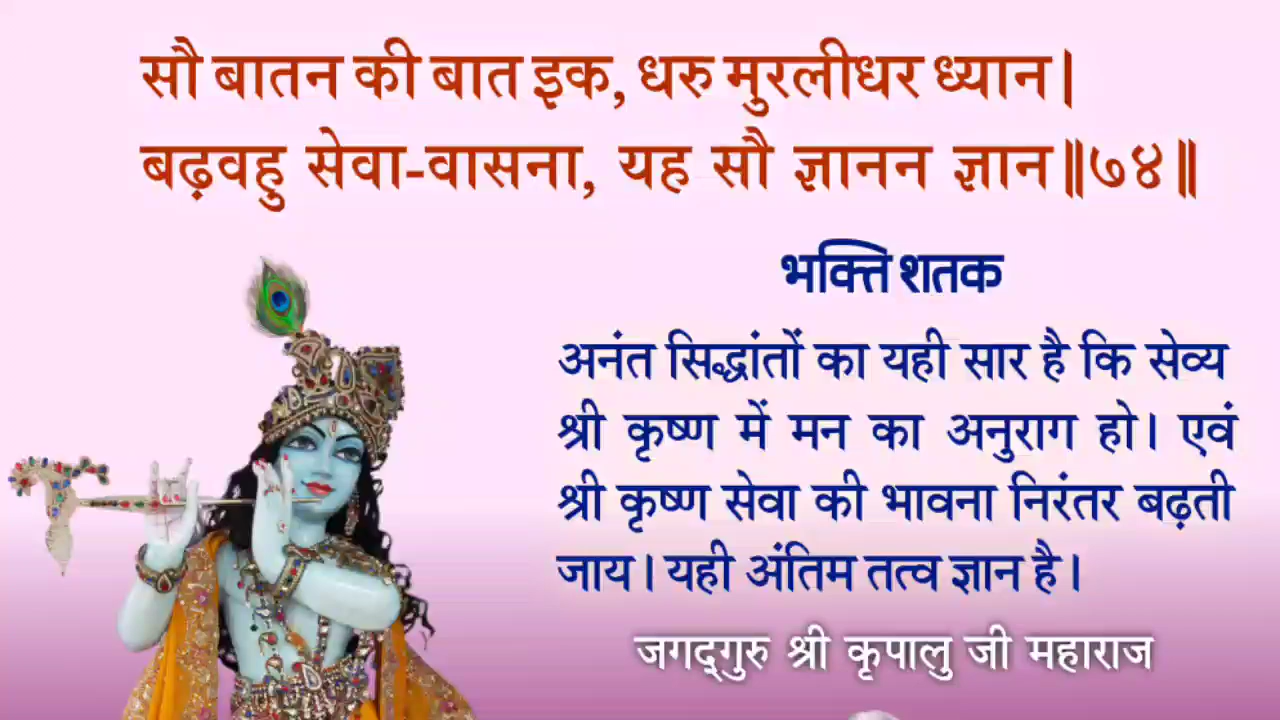 सौ बातन की बात इक, धरु मुरलीधर ध्यान।
बढ़वहु सेवा-वासना, यह सौ ज्ञानन ज्ञान॥७४॥
भक्ति शतक
अनंत सिद्धांतों का यही सार है कि सेव्य
श्री कृष्ण में मन का अनुराग हो। एवं
श्री कृष्ण सेवा की भावना निरंतर बढ़ती
जाय। यही अंतिम तत्व ज्ञान है।
जगद्‌गुरु श्री कृपालु जी महाराज